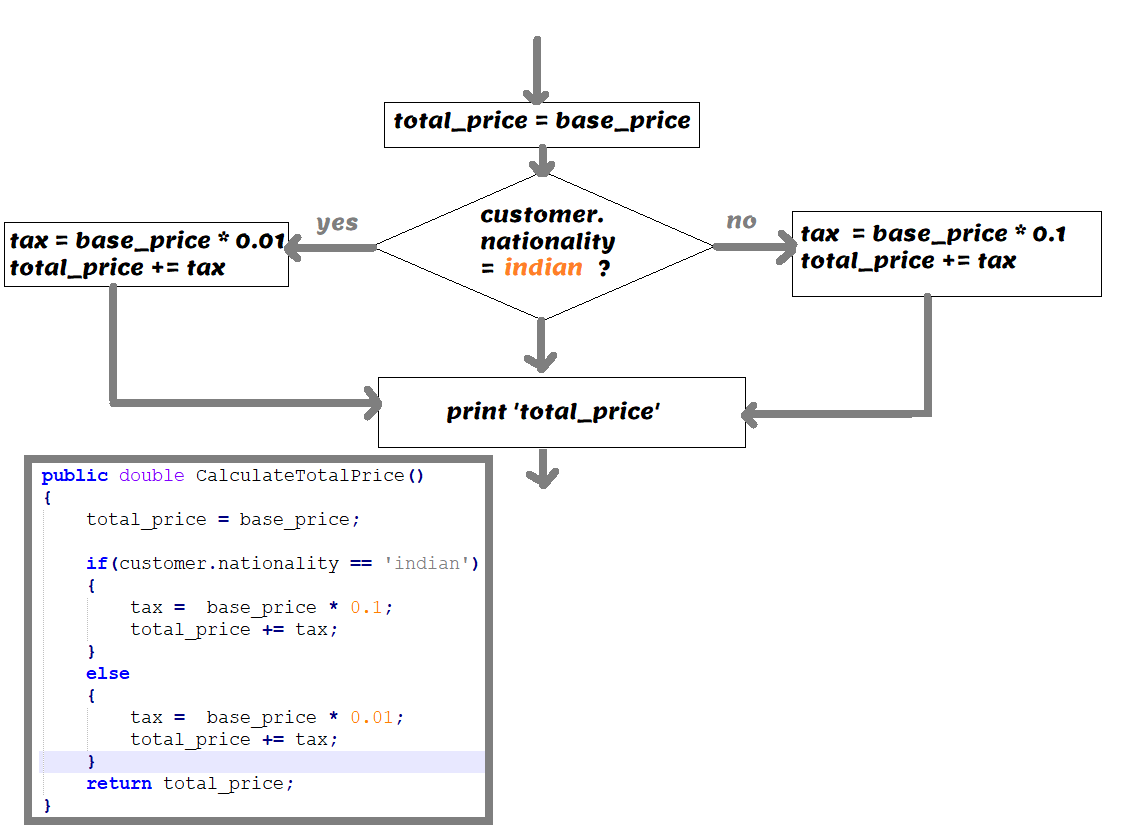 total_price = base_price
customer.
nationality
= indian ?
yes
no
tax = base_price * 0.01
total_price += tax
tax = base_price * 0.1
total_price += tax
print 'total_price'
public double CalculateTotalPrice()
{
total_price = base_price;
if(customer.nationality == 'indian')
{
tax = base_price * 0.1;
total_price += tax;
}
else
{
tax = base_price * 0.01;
total_price += tax;
}
return total_price;
}